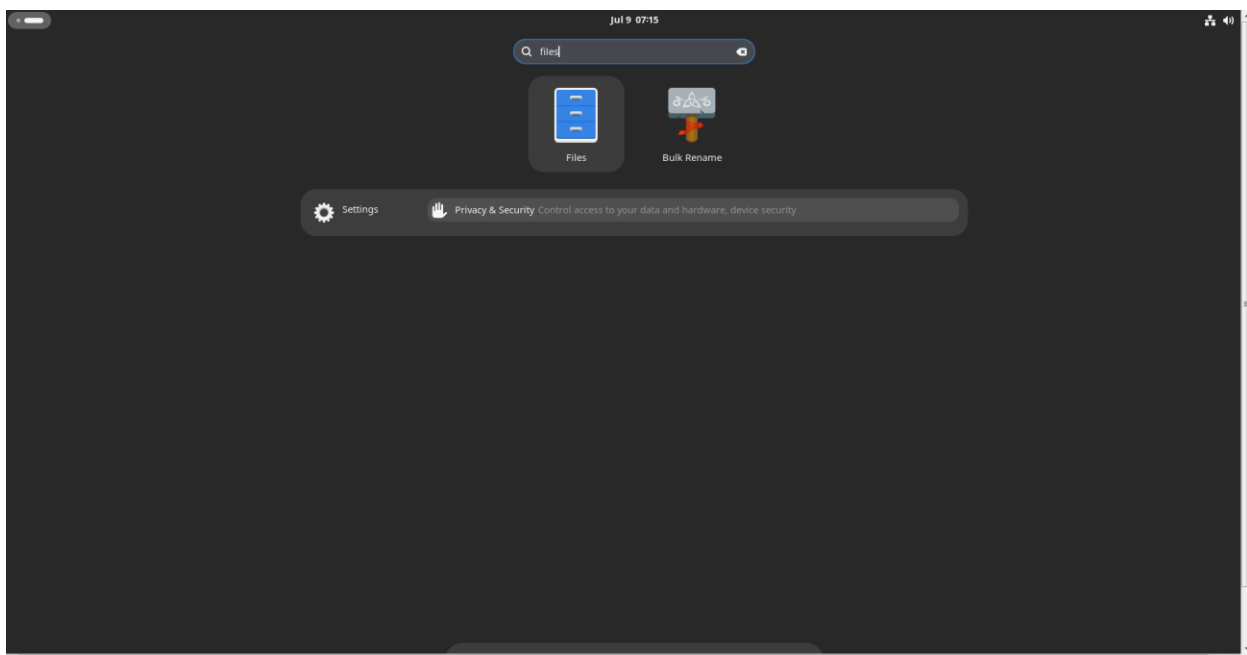 Jul 9 07:15
files
Files
Bulk Rename
Settings
Privacy & Security Control access to your data and hardware, device security